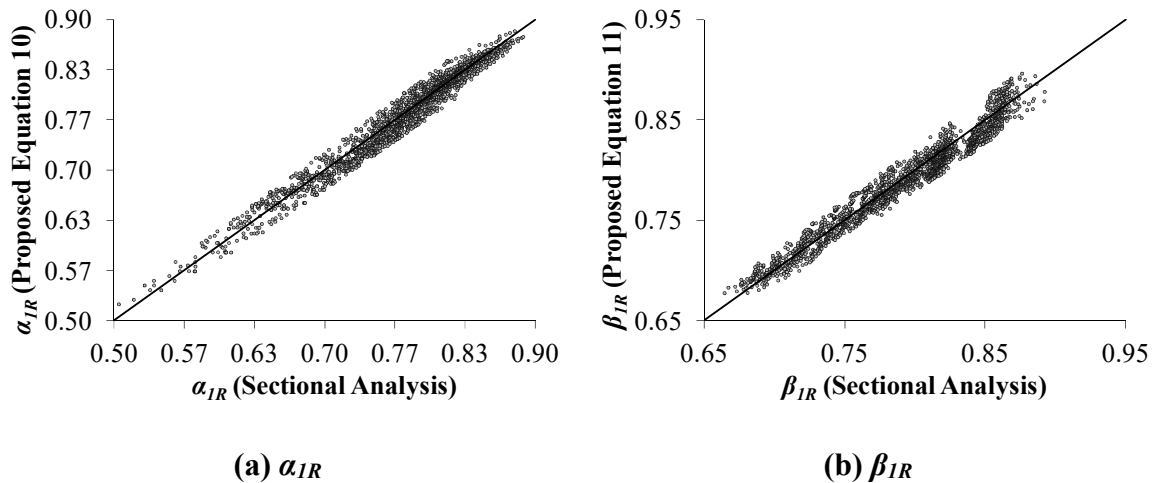 0.90
0.83
0.77
0.70
0.63
0.57
0.50
α1R (Proposed Equation 10)
0.50 0.57 0.63 0.70 0.77 0.83 0.90
α1R (Sectional Analysis)
(a) α1R
0.95
0.85
0.75
0.65
β1R (Proposed Equation 11)
0.65 0.75 0.85 0.95
β1R (Sectional Analysis)
(b) β1R